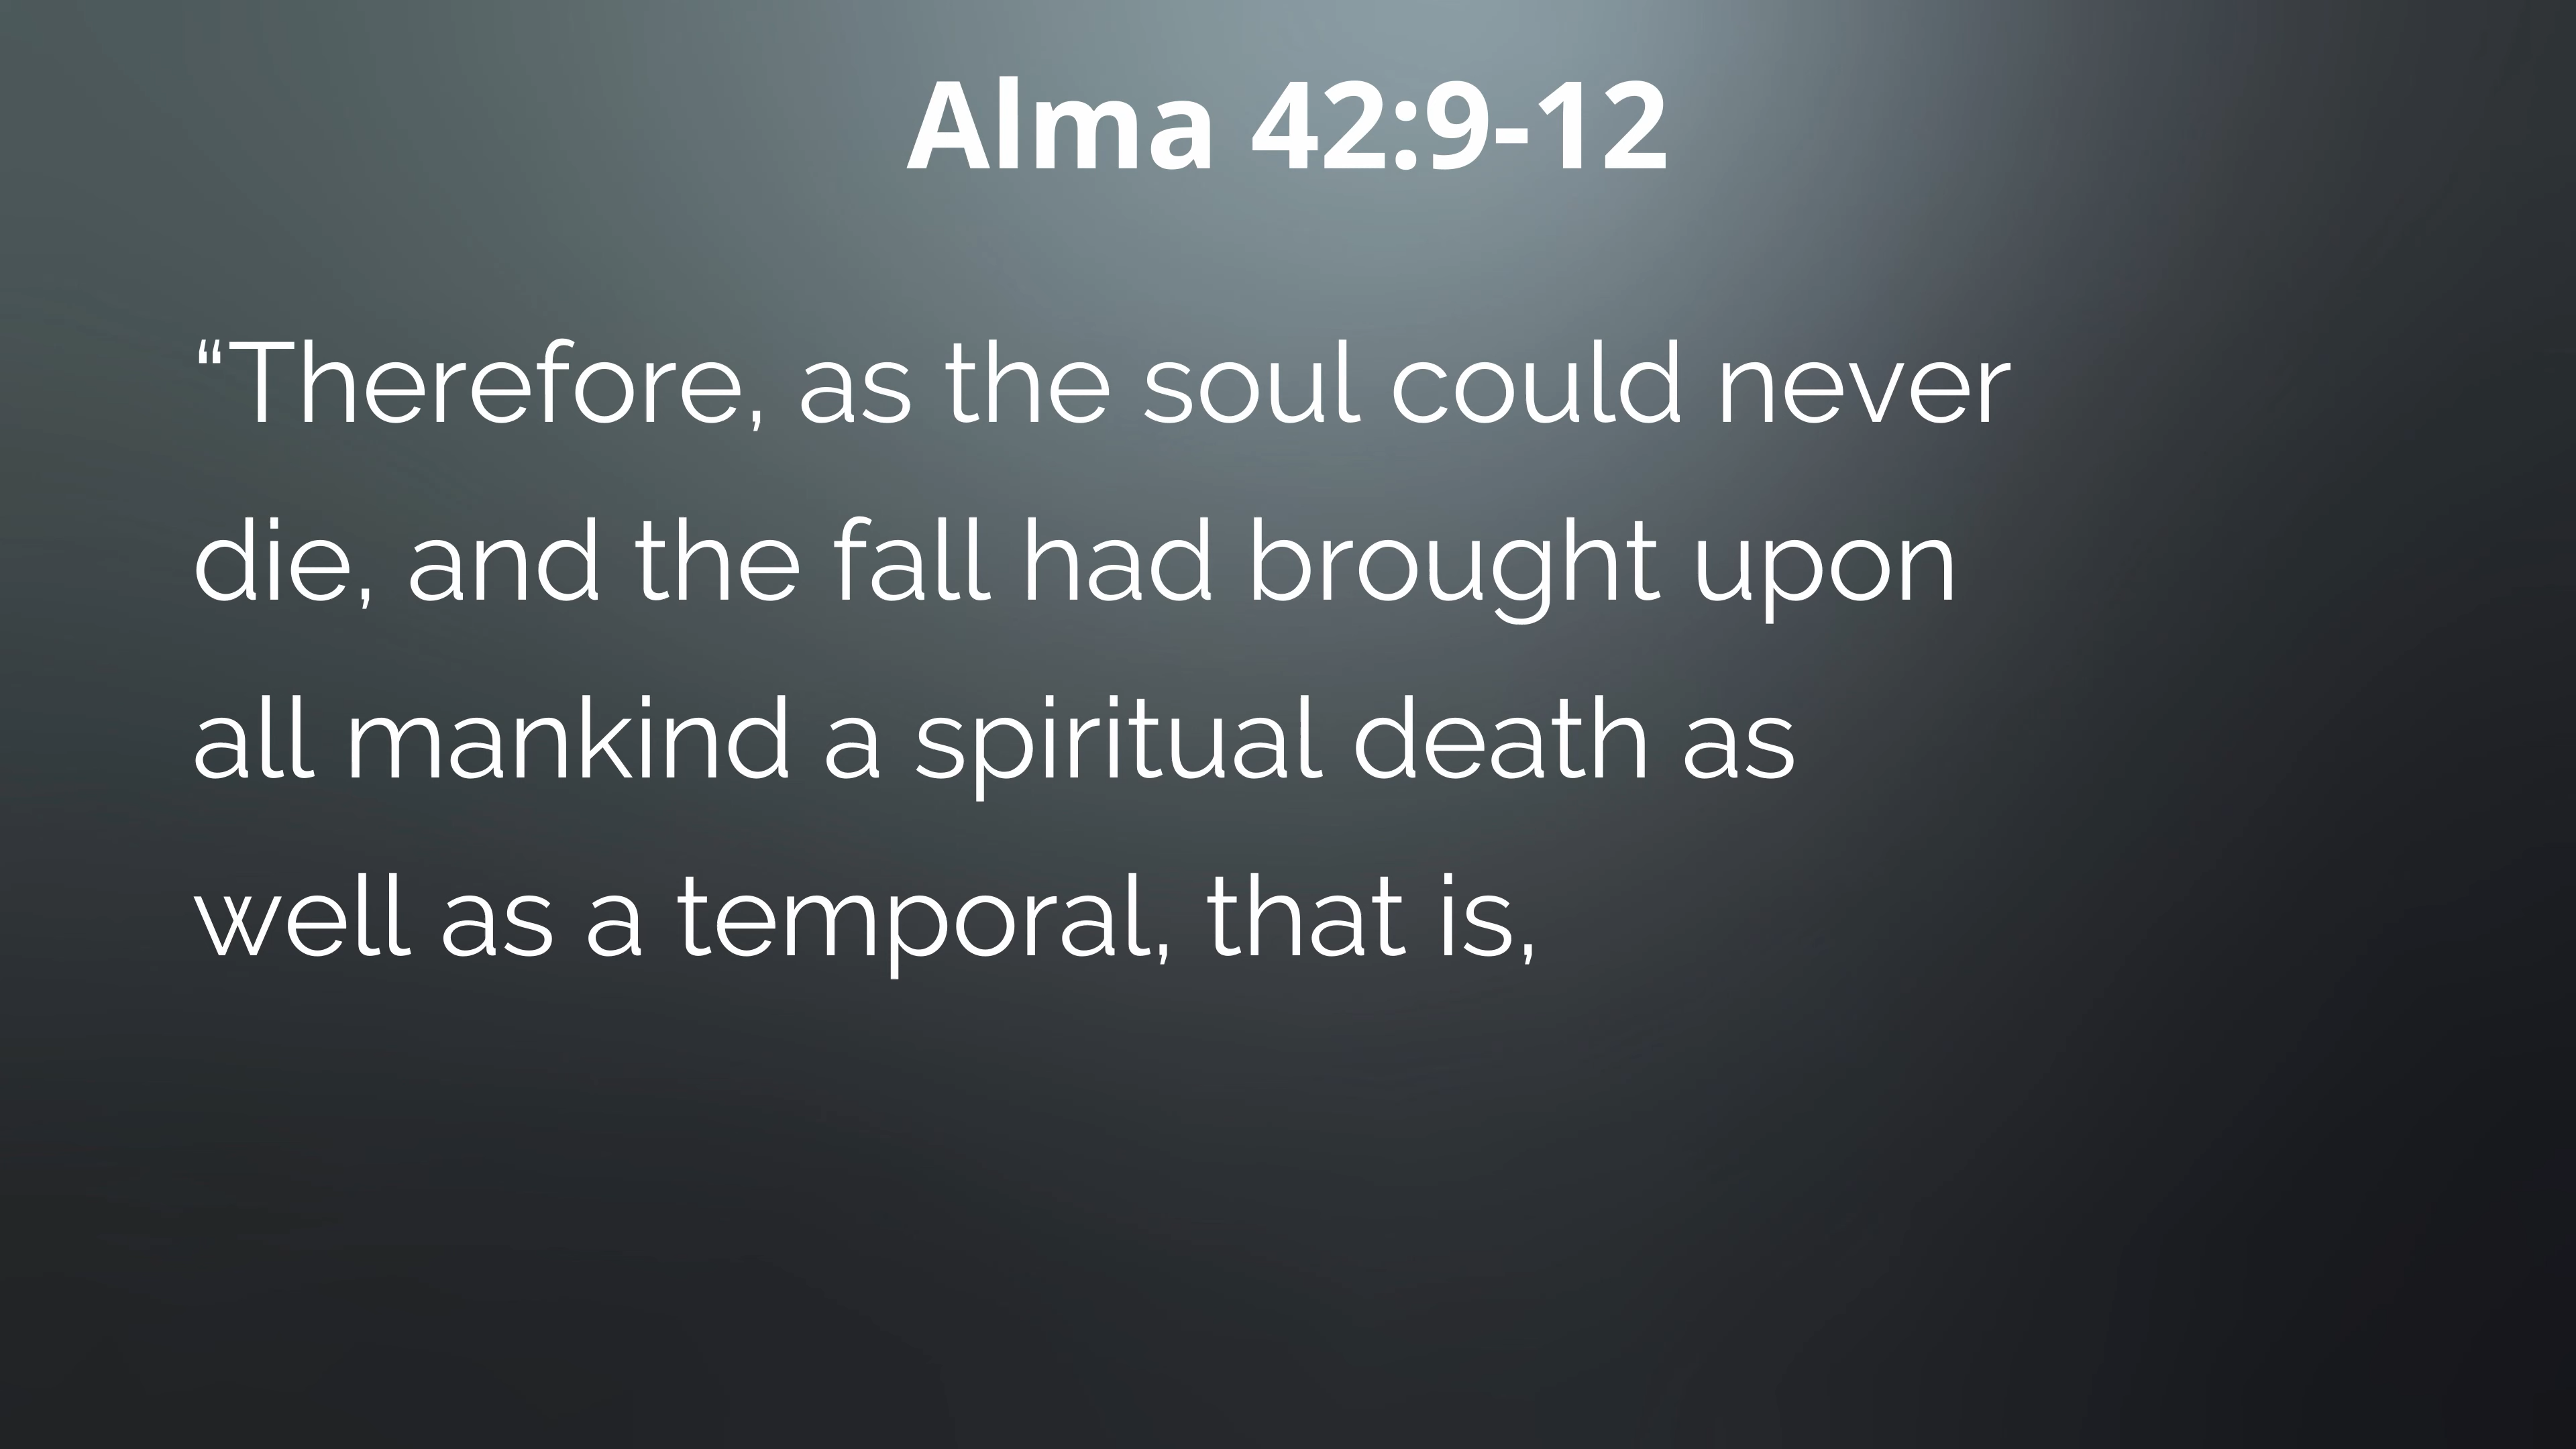 Alma 42:9-12
“Therefore, as the soul could never
die, and the fall had brought upon
all mankind a spiritual death as
well as a temporal, that is,